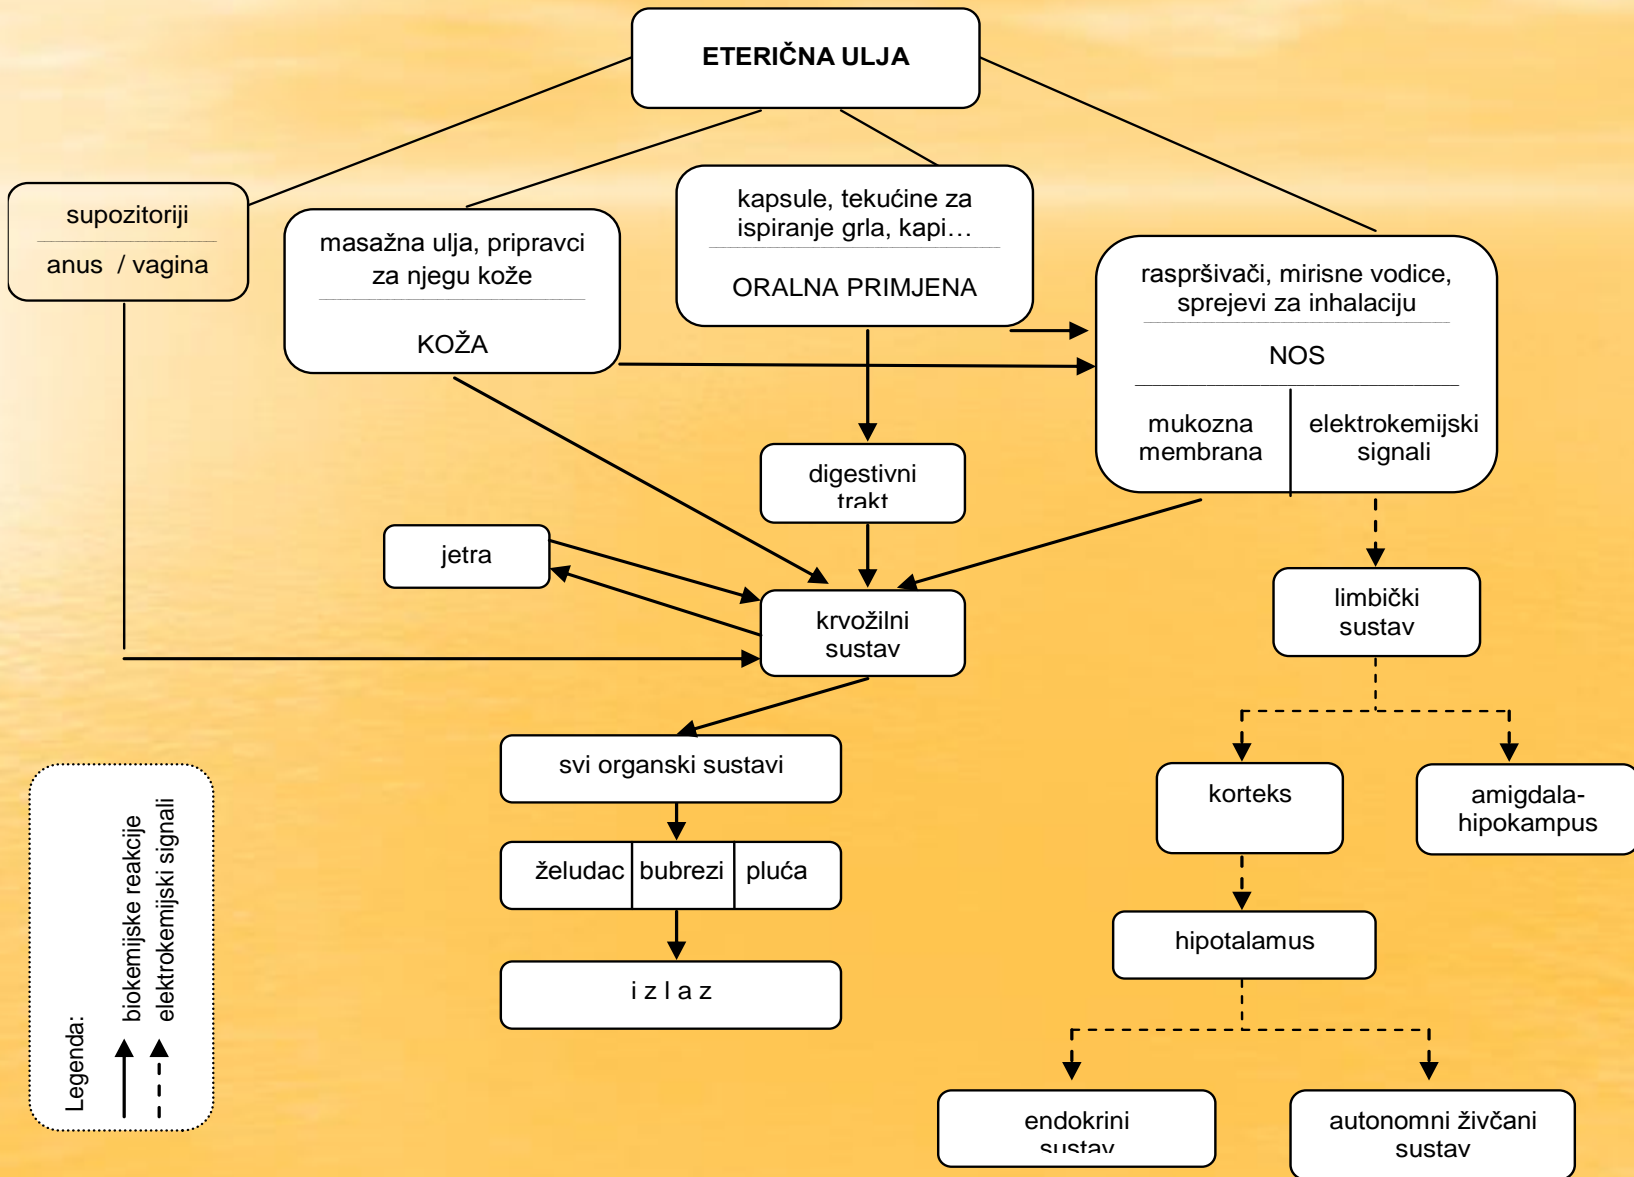 ETERIČNA ULJA
supozitoriji
anus / vagina
masažna ulja, pripravci
za njegu kože
KOŽA
kapsule, tekućine za
ispiranje grla, kapi…
ORALNA PRIMJENA
raspršivači, mirisne vodice,
sprejevi za inhalaciju
NOS
mukozna
membrana
elektrokemijski
signali
digestivni
trakt
jetra
krvožilni
sustav
limbički
sustav
svi organski sustavi
korteks
amigdala-
hipokampus
želudac
bubrezi
pluća
hipotalamus
i z l a z
endokrini
sustav
autonomni živčani
sustav
Legenda:
biokemijske reakcije
elektrokemijski signali